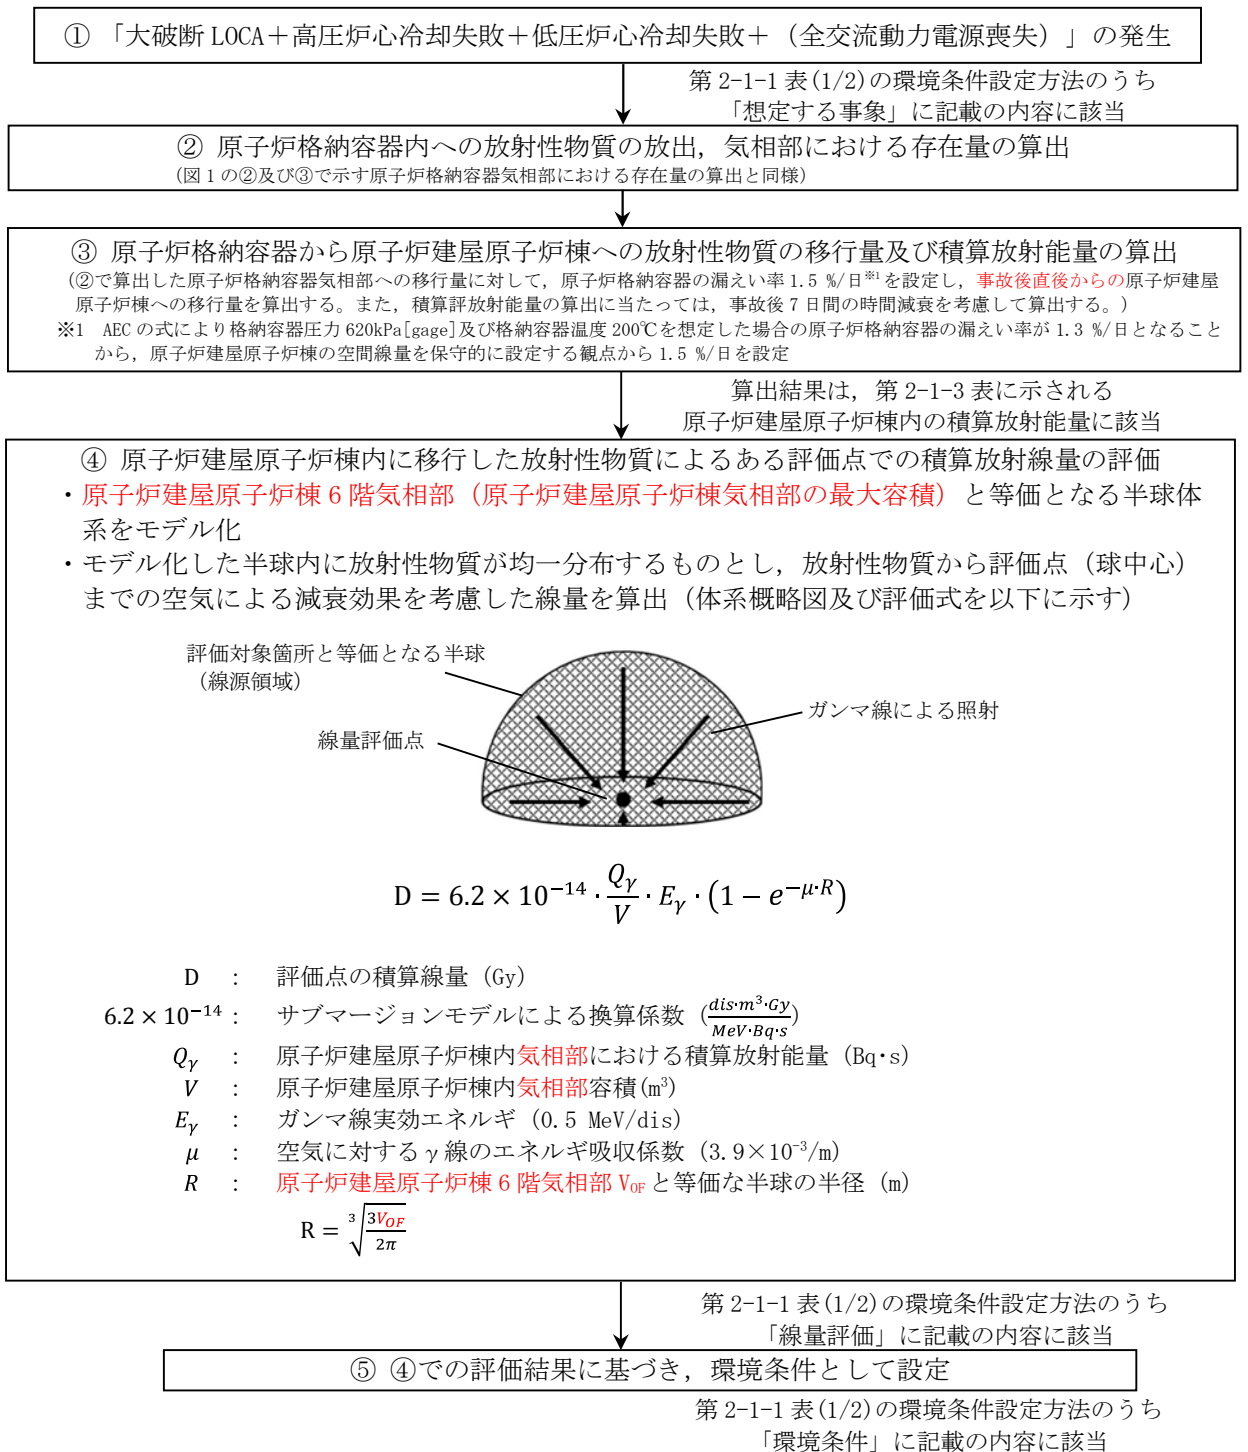 ① 「大破断 LOCA＋高圧炉心冷却失敗＋低圧炉心冷却失敗＋（全交流動力電源喪失）」の発生
第 2-1-1 表(1/2)の環境条件設定方法のうち
「想定する事象」に記載の内容に該当
② 原子炉格納容器内への放射性物質の放出，気相部における存在量の算出
(図 1 の②及び③で示す原子炉格納容器気相部における存在量の算出と同様)
③ 原子炉格納容器から原子炉建屋原子炉棟への放射性物質の移行量及び積算放射能量の算出
(②で算出した原子炉格納容器気相部への移行量に対して，原子炉格納容器の漏えい率 1.5 %/日※1 を設定し，事故後直後からの原子炉建屋
原子炉棟への移行量を算出する。また，積算評放射能量の算出に当たっては，事故後 7 日間の時間減衰を考慮して算出する。)
※1 AEC の式により格納容器圧力 620kPa[gage]及び格納容器温度 200℃を想定した場合の原子炉格納容器の漏えい率が 1.3 %/日となること
から，原子炉建屋原子炉棟の空間線量を保守的に設定する観点から 1.5 %/日を設定
算出結果は，第 2-1-3 表に示される
原子炉建屋原子炉棟内の積算放射能量に該当
④ 原子炉建屋原子炉棟内に移行した放射性物質によるある評価点での積算放射線量の評価
・原子炉建屋原子炉棟 6 階気相部（原子炉建屋原子炉棟気相部の最大容積）と等価となる半球体
系をモデル化
・モデル化した半球内に放射性物質が均一分布するものとし，放射性物質から評価点（球中心）
までの空気による減衰効果を考慮した線量を算出（体系概略図及び評価式を以下に示す）
評価対象箇所と等価となる半球
（線源領域）
ガンマ線による照射
線量評価点
D = 6.2 × 10^{-14} · \frac{Q_γ}{V} · E_γ · (1 − e^{−μ·R})
D ： 評価点の積算線量 (Gy)
6.2 × 10^{-14} ： サブマージョンモデルによる換算係数 (\frac{dis·m^3·Gy}{MeV·Bq·s})
Q_γ ： 原子炉建屋原子炉棟内気相部における積算放射能量 (Bq・s)
V ： 原子炉建屋原子炉棟内気相部容積(m³)
E_γ ： ガンマ線実効エネルギ (0.5 MeV/dis)
μ ： 空気に対するγ線のエネルギ吸収係数 (3.9×10⁻³/m)
R ： 原子炉建屋原子炉棟 6 階気相部 V_{OF} と等価な半球の半径 (m)
R = \sqrt[3]{\frac{3V_{OF}}{2π}}
第 2-1-1 表(1/2)の環境条件設定方法のうち
「線量評価」に記載の内容に該当
⑤ ④での評価結果に基づき，環境条件として設定
第 2-1-1 表(1/2)の環境条件設定方法のうち
「環境条件」に記載の内容に該当